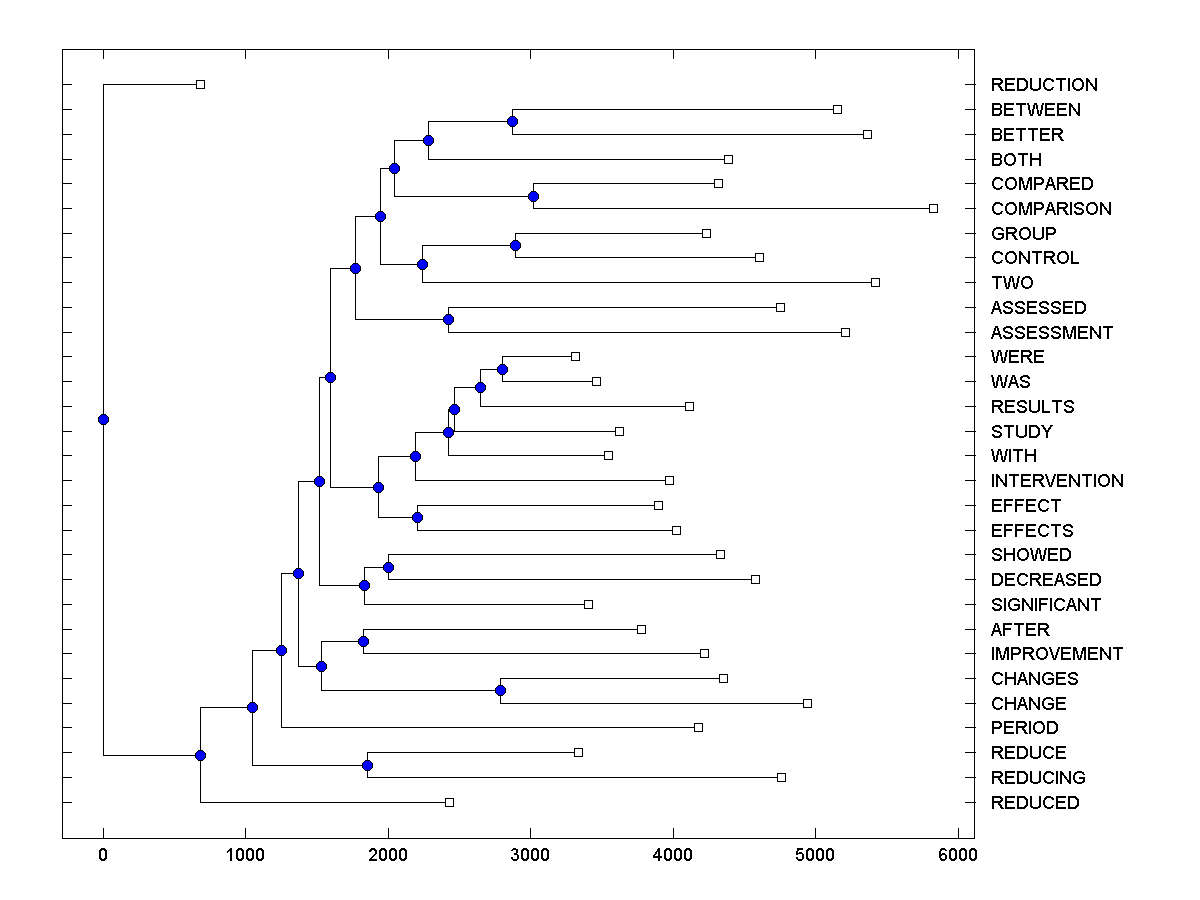 REDUCTION
BETWEEN
BETTER
BOTH
COMPARED
COMPARISON
GROUP
CONTROL
TWO
ASSESSED
ASSESSMENT
WERE
WAS
RESULTS
STUDY
WITH
INTERVENTION
EFFECT
EFFECTS
SHOWED
DECREASED
SIGNIFICANT
AFTER
IMPROVEMENT
CHANGES
CHANGE
PERIOD
REDUCE
REDUCING
REDUCED
0 1000 2000 3000 4000 5000 6000